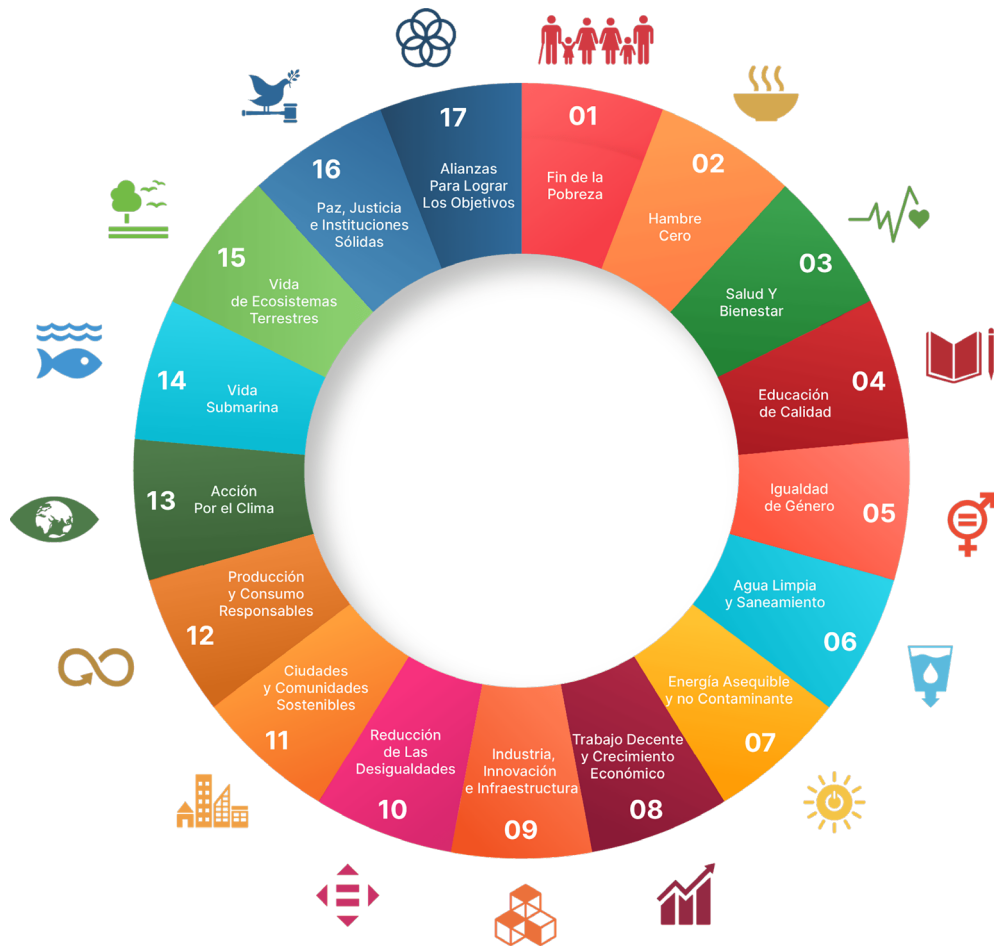 01
Fin de la
Pobreza
02
Hambre
Cero
03
Salud Y
Bienestar
04
Educación
de Calidad
05
Igualdad
de Género
06
Agua Limpia
y Saneamiento
07
Energía Asequible
y no Contaminante
08
Trabajo Decente
y Crecimiento
Económico
09
Industria,
Innovación
e Infraestructura
10
Reducción
de Las
Desigualdades
11
Ciudades
y Comunidades
Sostenibles
12
Producción
y Consumo
Responsables
13
Acción
Por el Clima
14
Vida
Submarina
15
Vida
de Ecosistemas
Terrestres
16
Paz, Justicia
e Instituciones
Sólidas
17
Alianzas
Para Lograr
Los Objetivos